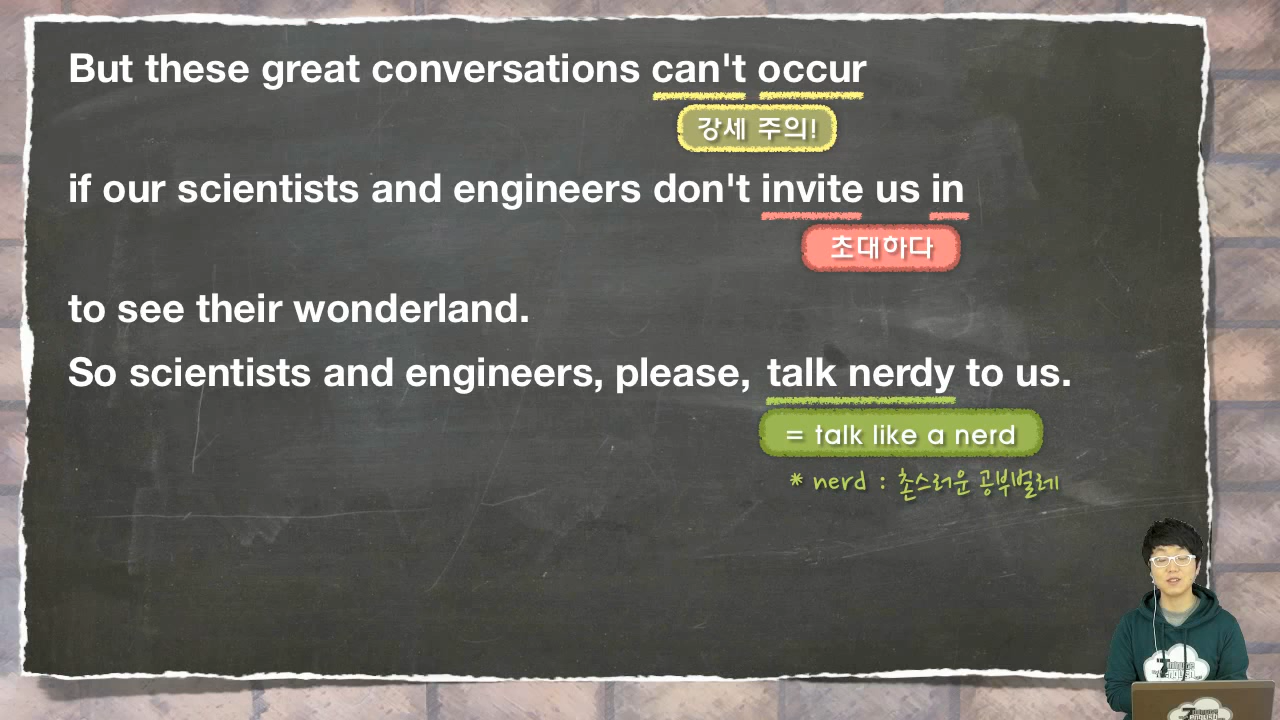 But these great conversations can't occur
강세 주의!
if our scientists and engineers don't invite us in
초대하다
to see their wonderland.
So scientists and engineers, please, talk nerdy to us.
= talk like a nerd
* nerd : 촌스러운 공부벌레